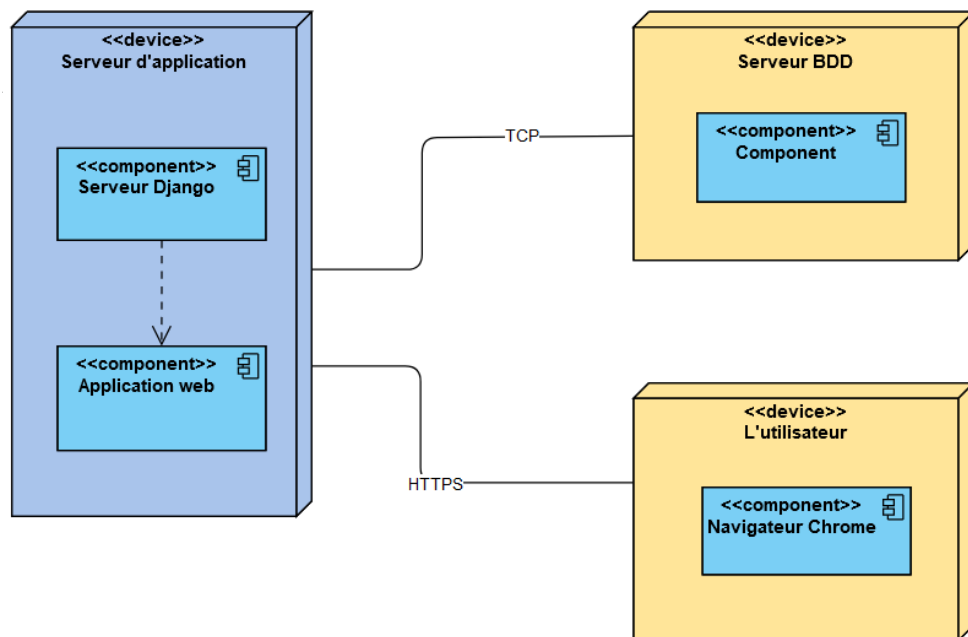 <<device>>
Serveur d'application
<<component>>
Serveur Django
<<component>>
Application web
TCP
HTTPS
<<device>>
Serveur BDD
<<component>>
Component
<<device>>
L'utilisateur
<<component>>
Navigateur Chrome